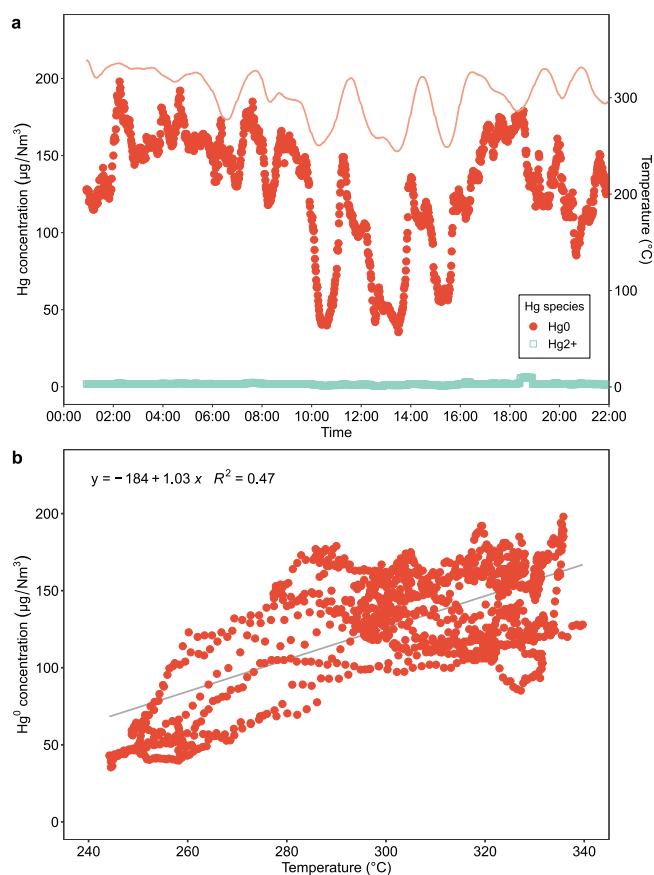 a
Hg concentration (µg/Nm³)
200
150
100
50
0
300
200
100
0
Temperature (°C)
Hg species
Hg0
Hg2+
00:00 02:00 04:00 06:00 08:00 10:00 12:00 14:00 16:00 18:00 20:00 22:00
Time
b
y = −184 + 1.03 x R² = 0.47
Hg⁰ concentration (µg/Nm³)
200
150
100
50
0
240 260 280 300 320 340
Temperature (°C)